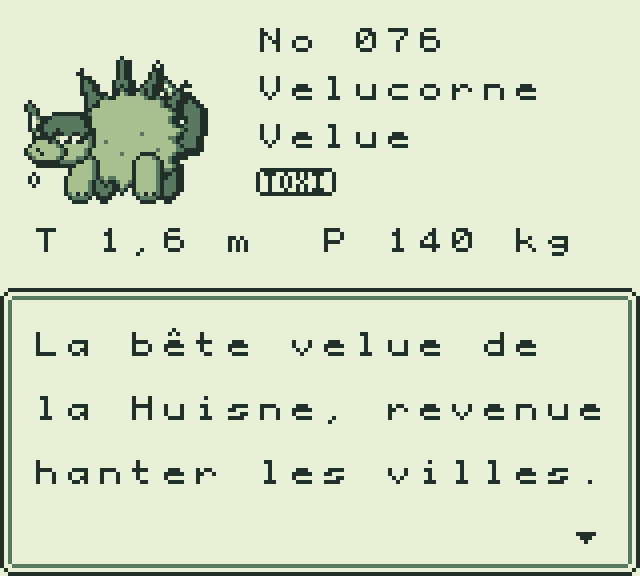 No 076
Velucorne
Velue
TOXI
T 1,6 m P 140 kg
La bête velue de
la Huisne, revenue
hanter les villes.